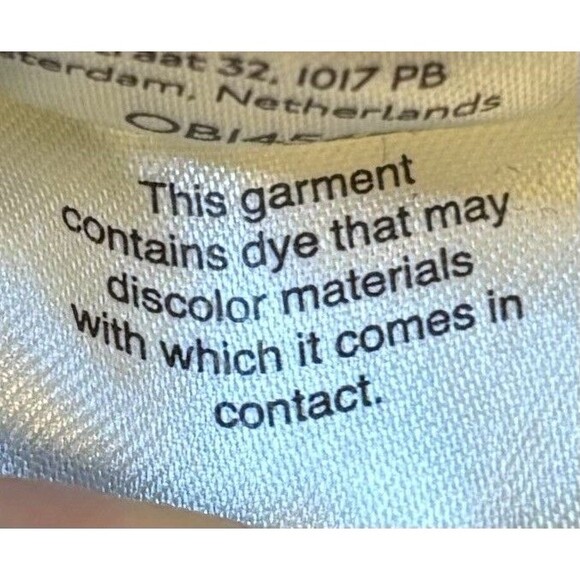 32, 1017 PB
Netherlands
This garment
contains dye that may
discolor materials
with which it comes in
contact.